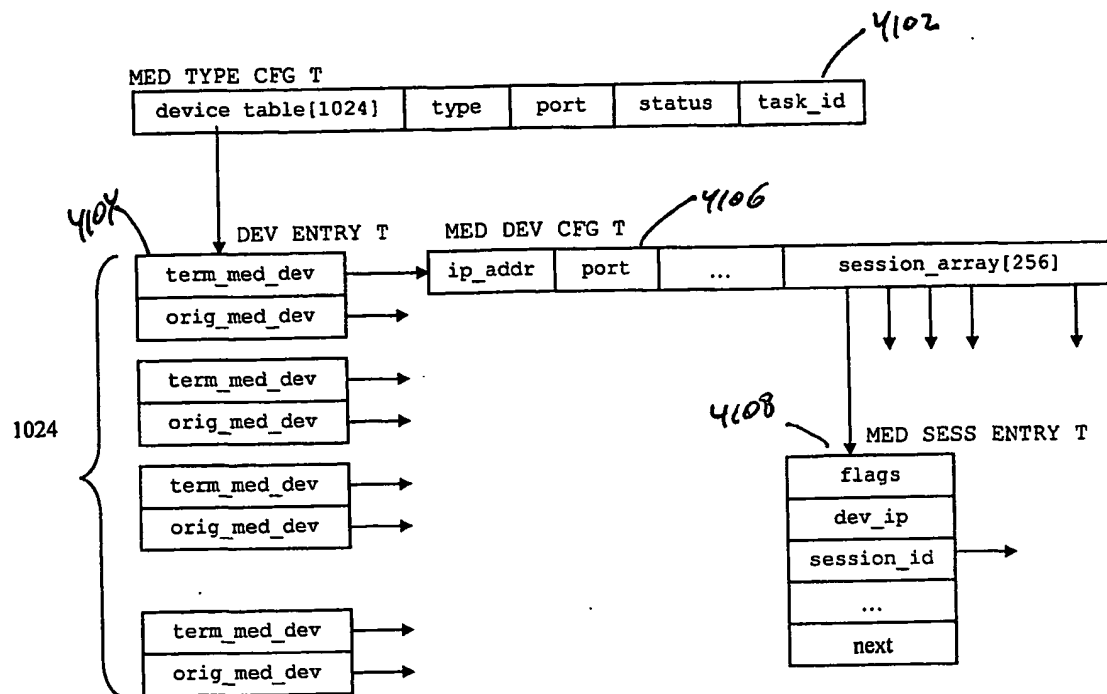 4102
MED TYPE CFG T
device table[1024] type port status task_id
4104
DEV ENTRY T
4106
MED DEV CFG T
term_med_dev
orig_med_dev
ip_addr port ... session_array[256]
term_med_dev
orig_med_dev
1024
term_med_dev
orig_med_dev
term_med_dev
orig_med_dev
4108
MED SESS ENTRY T
flags
dev_ip
session_id
...
next